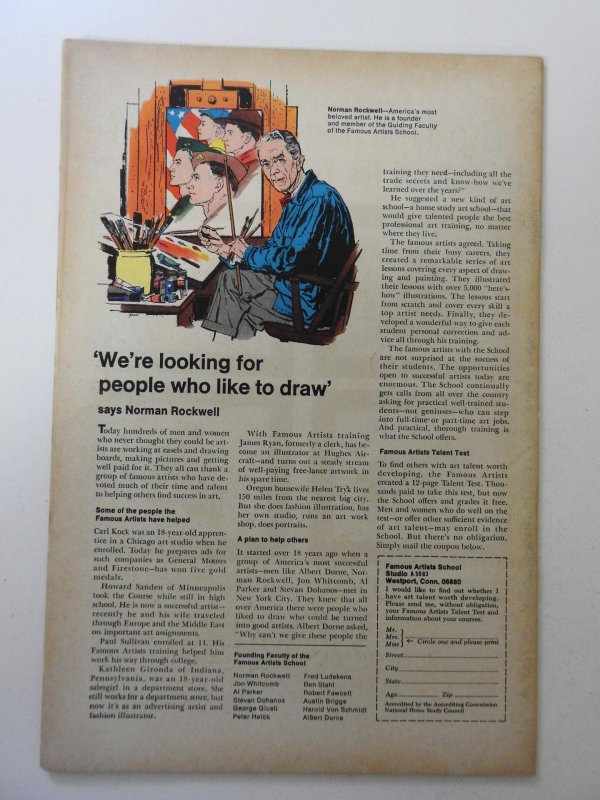 Norman Rockwell—America's most
beloved artist. He is a founder
and member of the Guiding Faculty
of the Famous Artists School.
'We're looking for
people who like to draw'
says Norman Rockwell
Today hundreds of men and women
who never thought they could be art-
ists are working at easels and drawing
boards, making pictures and getting
well paid for it. They all can thank a
group of famous artists who have de-
voted much of their time and talent
to helping others find success in art.
Some of the people the
Famous Artists have helped
Carl Kock was an 18-year-old appren-
tice in a Chicago art studio when he
enrolled. Today he prepares ads for
such companies as General Motors
and Firestone—has won five gold
medals.
Howard Sanden of Minneapolis
took the Course while still in high
school. He is now a successful artist—
recently he and his wife traveled
through Europe and the Middle East
on important art assignments.
Paul Sullivan enrolled at 14. His
Famous Artists training helped him
work his way through college.
Kathleen Gironda of Indiana,
Pennsylvania, was an 18-year-old
salesgirl in a department store. She
still works for a department store, but
now it's as an advertising artist and
fashion illustrator.
With Famous Artists training
James Ryan, formerly a clerk, has be-
come an illustrator at Hughes Air-
craft—and turns out a steady stream
of well-paying free-lance artwork in
his spare time.
Oregon housewife Helen Tryk lives
150 miles from the nearest big city.
But she does fashion illustration, has
her own studio, runs an art work
shop, does portraits.
A plan to help others
It started over 18 years ago when a
group of America's most successful
artists—men like Albert Dorne, Nor-
man Rockwell, Jon Whitcomb, Al
Parker and Stevan Dohanos—met in
New York City. They knew that all
over America there were people who
liked to draw who could be turned
into good artists. Albert Dorne asked,
"Why can't we give these people the
Founding Faculty of the
Famous Artists School
Norman Rockwell
Jon Whitcomb
Al Parker
Stevan Dohanos
George Giusti
Peter Helck
Fred Ludekens
Ben Stahl
Robert Fawcett
Austin Briggs
Harold Von Schmidt
Albert Dorne
training they need—including all the
trade secrets and know-how we've
learned over the years?"
He suggested a new kind of art
school—a home study art school—that
would give talented people the best
professional art training, no matter
where they live.
The famous artists agreed. Taking
time from their busy careers, they
created a remarkable series of art
lessons covering every aspect of draw-
ing and painting. They illustrated
their lessons with over 5,000 "here's-
how" illustrations. The lessons start
from scratch and cover every skill a
top artist needs. Finally, they de-
veloped a wonderful way to give each
student personal correction and ad-
vice all through his training.
The famous artists with the School
are not surprised at the success of
their students. The opportunities
open to successful artists today are
enormous. The School continually
gets calls from all over the country
asking for practical well-trained stu-
dents—not geniuses—who can step
into full-time or part-time art jobs.
And practical, thorough training is
what the School offers.
Famous Artists Talent Test
To find others with art talent worth
developing, the Famous Artists
created a 12-page Talent Test. Thou-
sands paid to take this test, but now
the School offers and grades it free.
Men and women who do well on the
test—or offer other sufficient evidence
of art talent—may enroll in the
School. But there's no obligation.
Simply mail the coupon below.
Famous Artists School
Studio A 5983
Westport, Conn. 06880
I would like to find out whether I
have art talent worth developing.
Please send me, without obligation,
your Famous Artists Talent Test and
information about your courses.
Mr.
Mrs. ← Circle one and please print
Miss
Street
City
State
Age Zip
Accredited by the Accrediting Commission
National Home Study Council